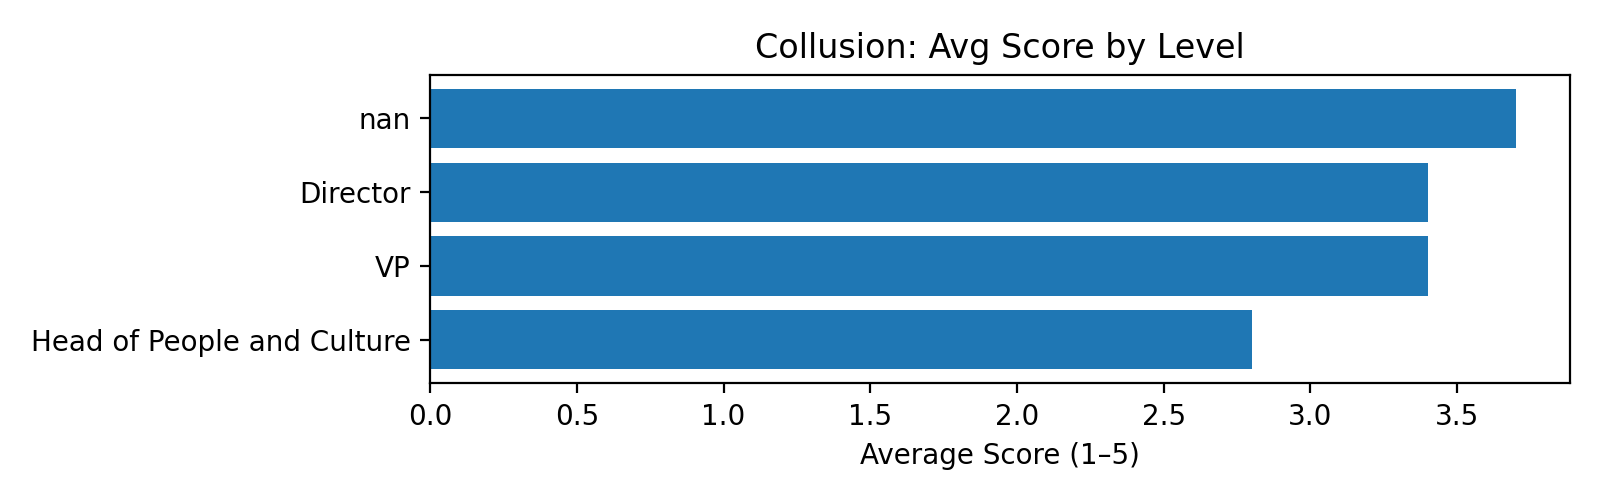 Collusion: Avg Score by Level
nan
Director
VP
Head of People and Culture
0.0 0.5 1.0 1.5 2.0 2.5 3.0 3.5
Average Score (1–5)